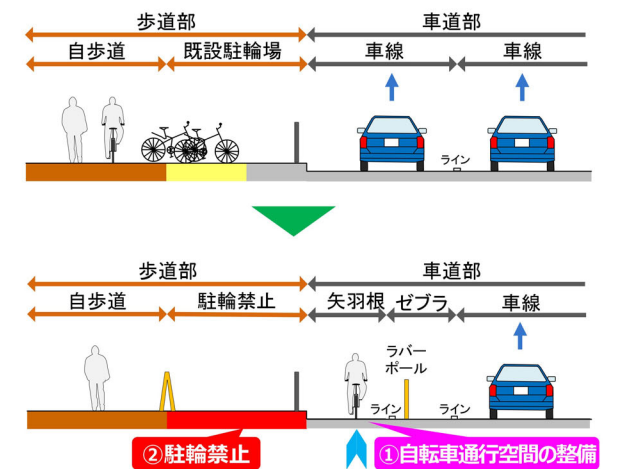 歩道部 車道部
自歩道 既設駐輪場 車線 車線
ライン
歩道部 車道部
自歩道 駐輪禁止 矢羽根 ゼブラ 車線
ラバー
ポール
ライン ライン
②駐輪禁止 ①自転車通行空間の整備